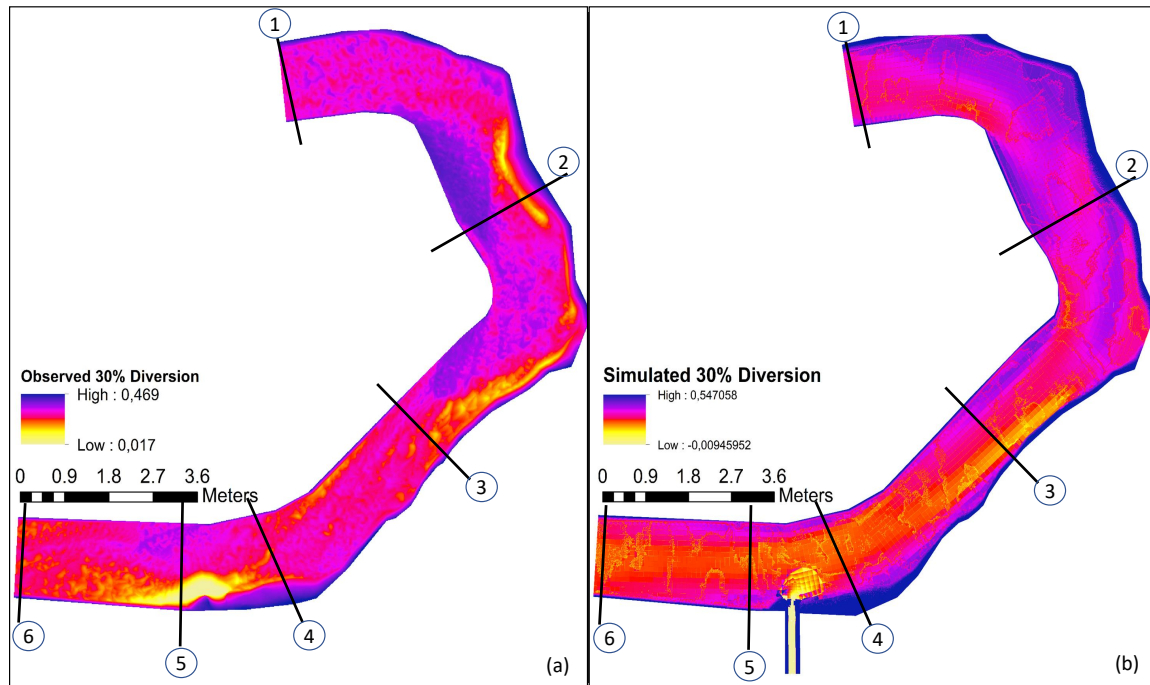 1
2
Observed 30% Diversion
High : 0,469
Low : 0,017
0 0.9 1.8 2.7 3.6
Meters
3
4
5
6
(a)
1
2
Simulated 30% Diversion
High : 0,547058
Low : -0,00945952
0 0.9 1.8 2.7 3.6
Meters
3
4
5
6
(b)